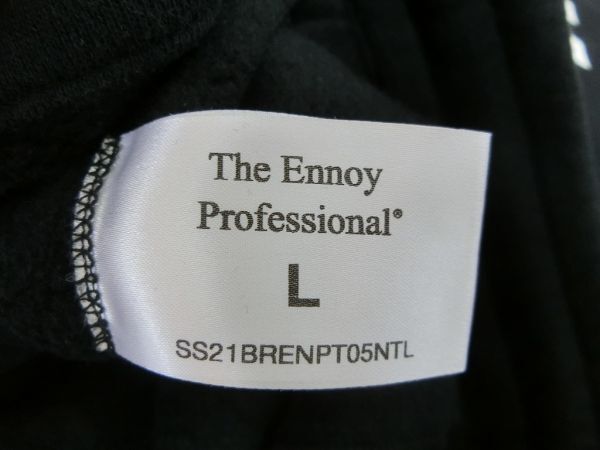 The Ennoy
Professional®
L
SS21BRENPT05NTL